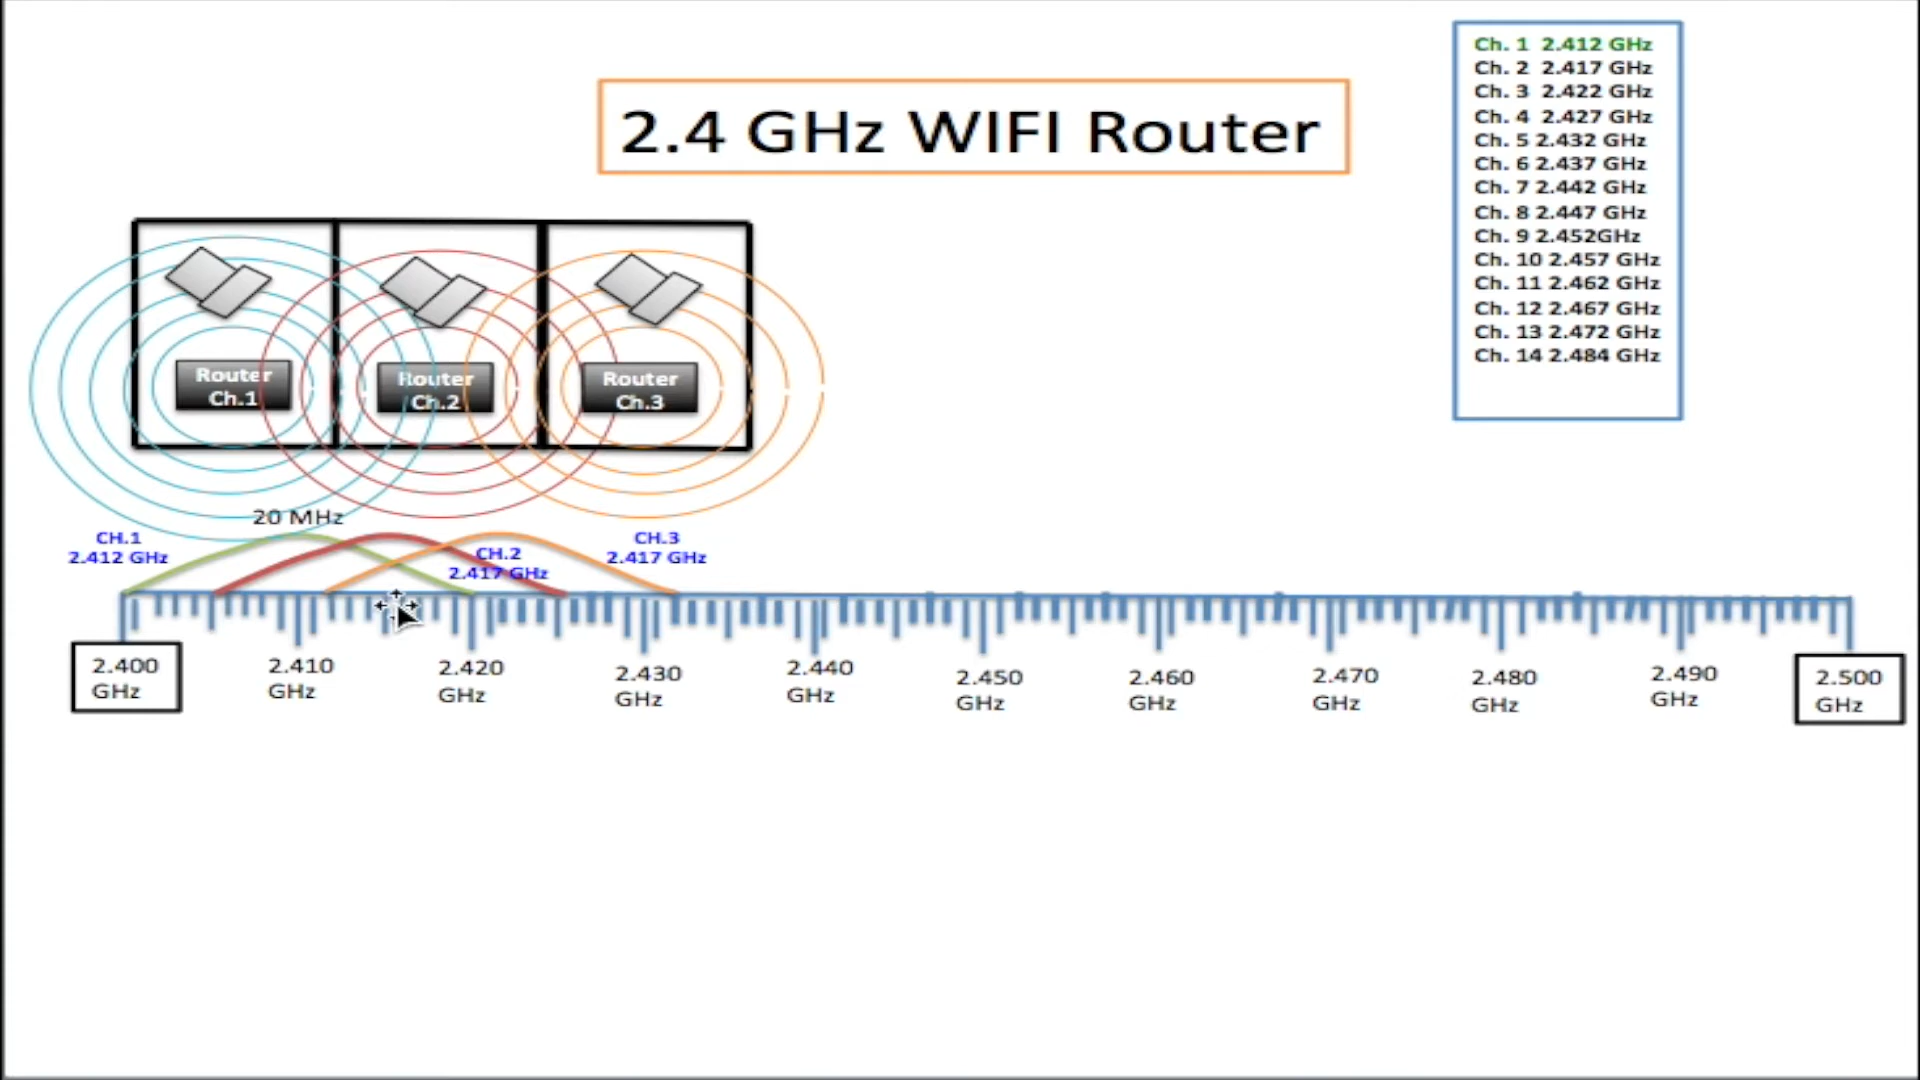 2.4 GHz WIFI Router
Ch. 1 2.412 GHz
Ch. 2 2.417 GHz
Ch. 3 2.422 GHz
Ch. 4 2.427 GHz
Ch. 5 2.432 GHz
Ch. 6 2.437 GHz
Ch. 7 2.442 GHz
Ch. 8 2.447 GHz
Ch. 9 2.452GHz
Ch. 10 2.457 GHz
Ch. 11 2.462 GHz
Ch. 12 2.467 GHz
Ch. 13 2.472 GHz
Ch. 14 2.484 GHz
Router
Ch.1
Router
Ch.2
Router
Ch.3
20 MHz
CH.1
2.412 GHz
CH.2
2.417 GHz
CH.3
2.417 GHz
2.400
GHz
2.410
GHz
2.420
GHz
2.430
GHz
2.440
GHz
2.450
GHz
2.460
GHz
2.470
GHz
2.480
GHz
2.490
GHz
2.500
GHz